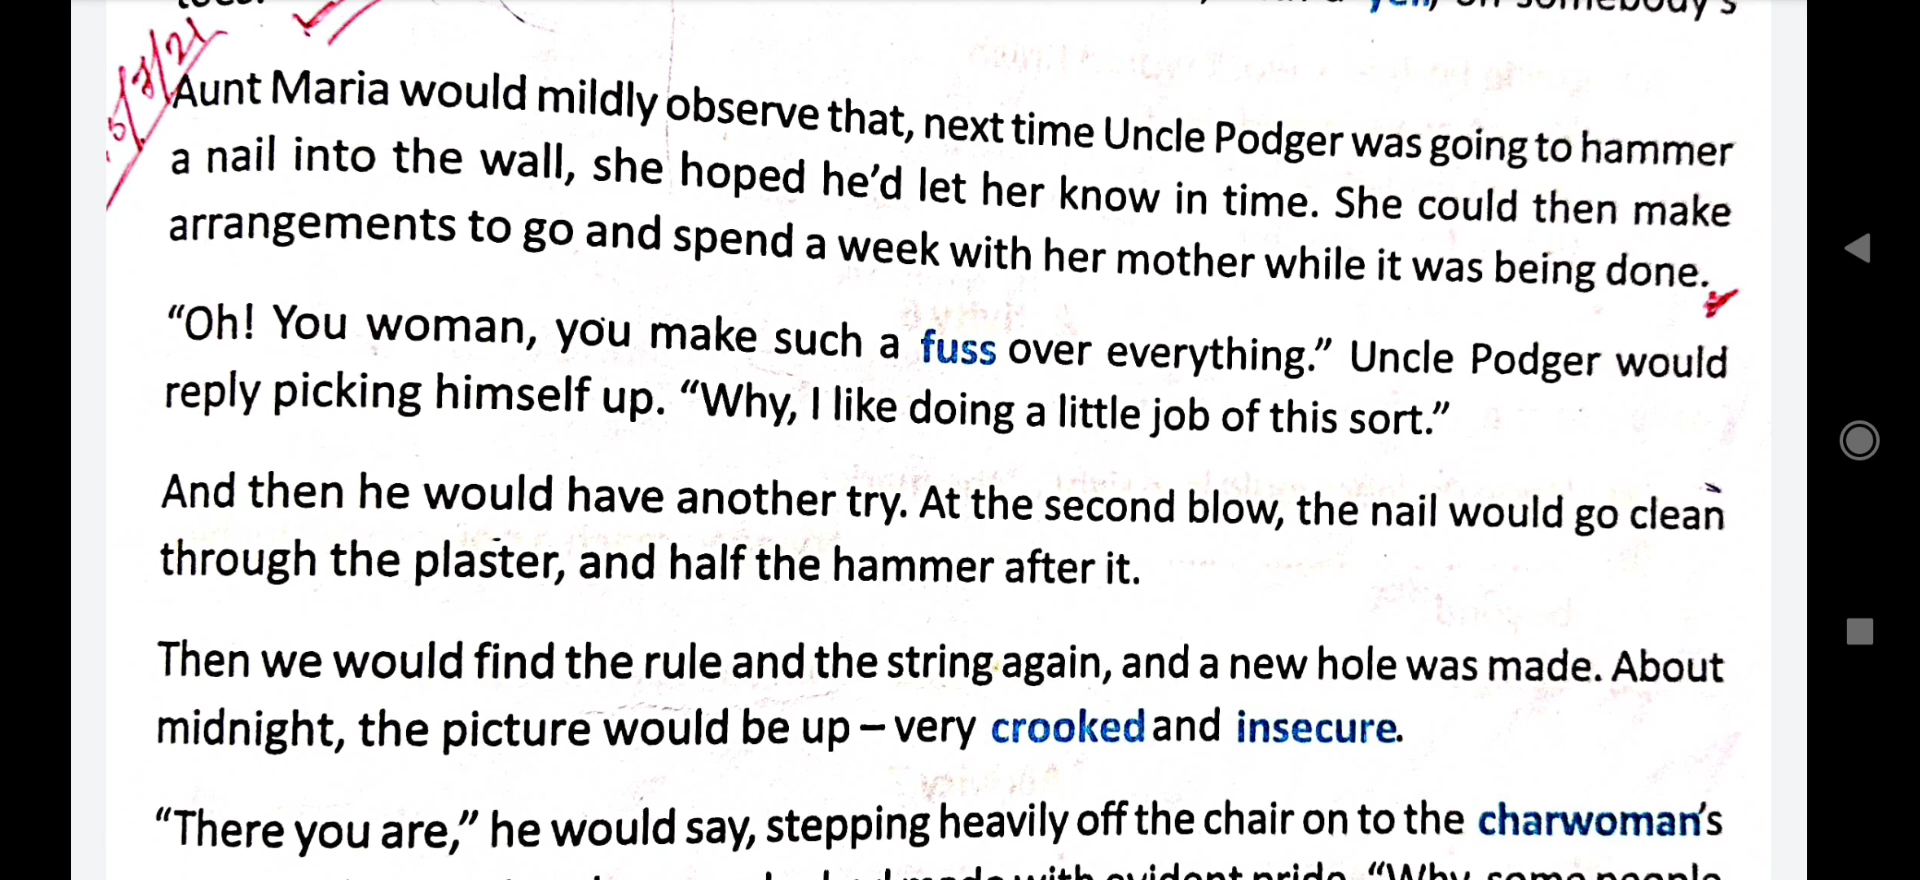 Aunt Maria would mildly observe that, next time Uncle Podger was going to hammer
a nail into the wall, she hoped he'd let her know in time. She could then make
arrangements to go and spend a week with her mother while it was being done.
“Oh! You woman, you make such a fuss over everything.” Uncle Podger would
reply picking himself up. “Why, I like doing a little job of this sort.”
And then he would have another try. At the second blow, the nail would go clean
through the plaster, and half the hammer after it.
Then we would find the rule and the string again, and a new hole was made. About
midnight, the picture would be up – very crooked and insecure.
“There you are,” he would say, stepping heavily off the chair on to the charwoman's
made with evident pride. “Why, some people